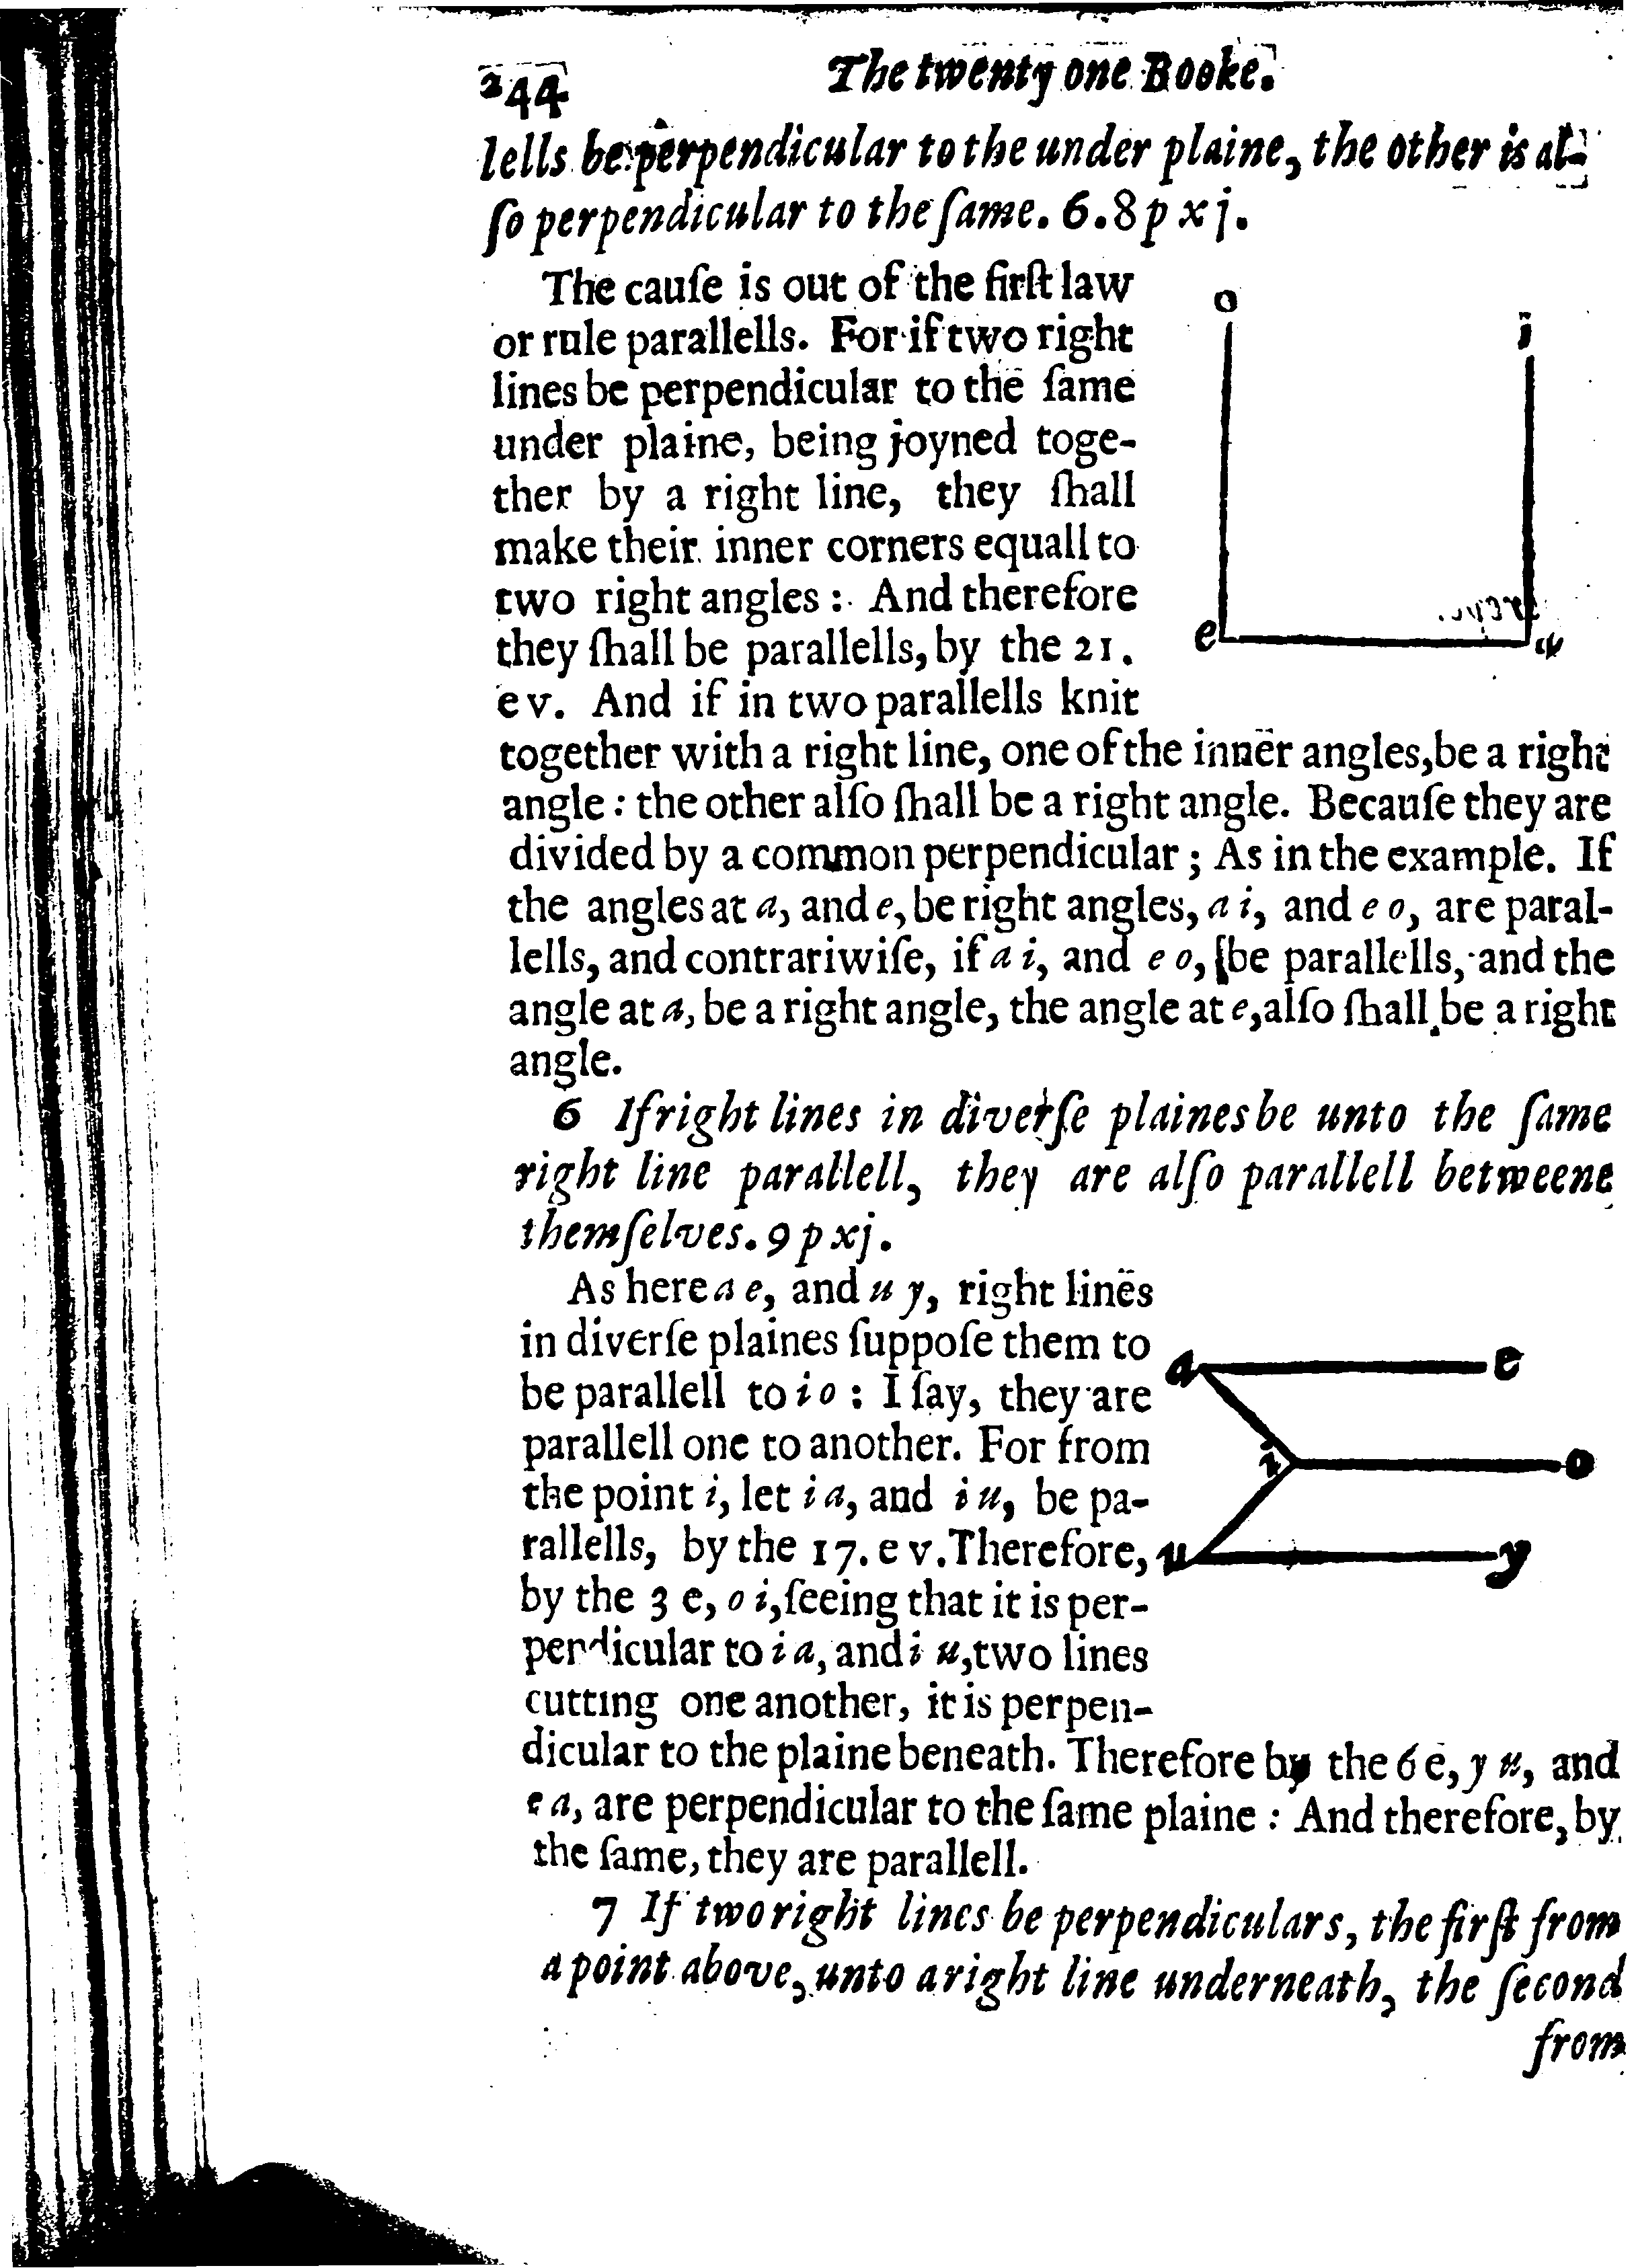 244 The twenty one Booke.
lells be perpendicular to the under plaine, the other is al-
ſo perpendicular to the ſame. 6.8 p xj.
The cauſe is out of the firſt law
or rule parallells. For if two right
lines be perpendicular to the ſame
under plaine, being joyned toge-
ther by a right line, they ſhall
make their inner corners equall to
two right angles: And therefore
they ſhall be parallells, by the 21.
e v. And if in two parallells knit
o
i
e
together with a right line, one of the inner angles, be a right
angle: the other alſo ſhall be a right angle. Becauſe they are
divided by a common perpendicular; As in the example. If
the angles at a, and e, be right angles, a i, and e o, are paral-
lells, and contrariwiſe, if a i, and e o, be parallells, and the
angle at a, be a right angle, the angle at e, alſo ſhall be a right
angle.
6 If right lines in diverſe plaines be unto the ſame
right line parallell, they are alſo parallell betweene
themſelves. 9 p xj.
As here a e, and u y, right lines
in diverſe plaines ſuppoſe them to
be parallell to i o: I ſay, they are
parallell one to another. For from
the point i, let i a, and i u, be pa-
rallells, by the 17. e v. Therefore,
by the 3 e, o i, ſeeing that it is per-
pendicular to i a, and i u, two lines
cutting one another, it is perpen-
a e
i o
u y
dicular to the plaine beneath. Therefore by the 6 e, y u, and
e a, are perpendicular to the ſame plaine: And therefore, by
the ſame, they are parallell.
7 If two right lines be perpendiculars, the firſt from
a point above, unto a right line underneath, the ſecond
from